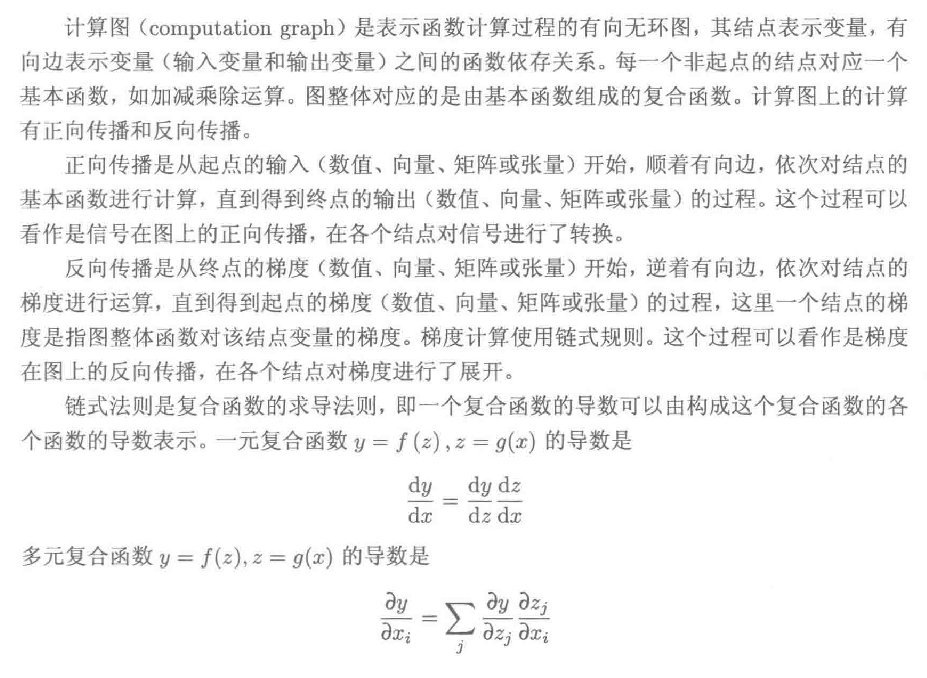 计算图（computation graph）是表示函数计算过程的有向无环图，其结点表示变量，有
向边表示变量（输入变量和输出变量）之间的函数依存关系。每一个非起点的结点对应一个
基本函数，如加减乘除运算。图整体对应的是由基本函数组成的复合函数。计算图上的计算
有正向传播和反向传播。
正向传播是从起点的输入（数值、向量、矩阵或张量）开始，顺着有向边，依次对结点的
基本函数进行计算，直到得到终点的输出（数值、向量、矩阵或张量）的过程。这个过程可以
看作是信号在图上的正向传播，在各个结点对信号进行了转换。
反向传播是从终点的梯度（数值、向量、矩阵或张量）开始，逆着有向边，依次对结点的
梯度进行运算，直到得到起点的梯度（数值、向量、矩阵或张量）的过程，这里一个结点的梯
度是指图整体函数对该结点变量的梯度。梯度计算使用链式规则。这个过程可以看作是梯度
在图上的反向传播，在各个结点对梯度进行了展开。
链式法则是复合函数的求导法则，即一个复合函数的导数可以由构成这个复合函数的各
个函数的导数表示。一元复合函数 y = f (z) , z = g(x) 的导数是
dy/dx = dy/dz dz/dx
多元复合函数 y = f(z), z = g(x) 的导数是
∂y/∂x_i = ∑_j ∂y/∂z_j ∂z_j/∂x_i